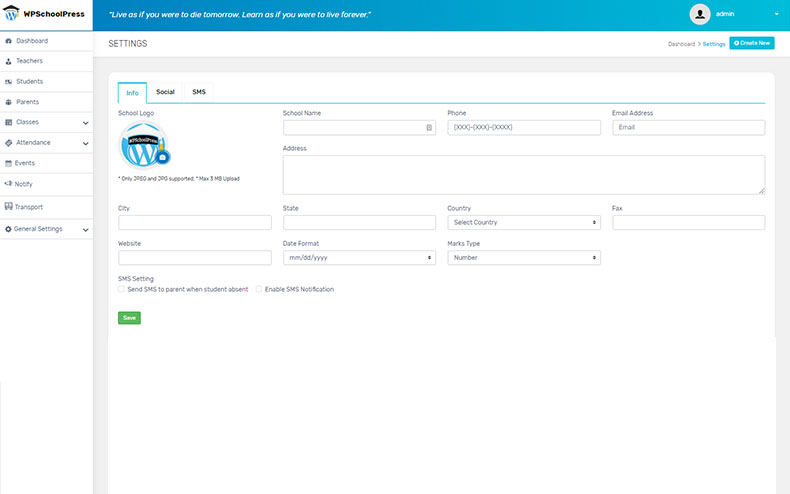 WPSchoolPress
"Live as if you were to die tomorrow. Learn as if you were to live forever."
admin
Dashboard
Teachers
Students
Parents
Classes
Attendance
Events
Notify
Transport
General Settings
SETTINGS
Dashboard > Settings
Create New
Info Social SMS
School Logo
WPSchoolPress
* Only JPEG and JPG supported, * Max 3 MB Upload
School Name
Phone
(XXX)-(XXX)-(XXXX)
Email Address
Email
Address
City
State
Country
Select Country
Fax
Website
Date Format
mm/dd/yyyy
Marks Type
Number
SMS Setting
Send SMS to parent when student absent
Enable SMS Notification
Save